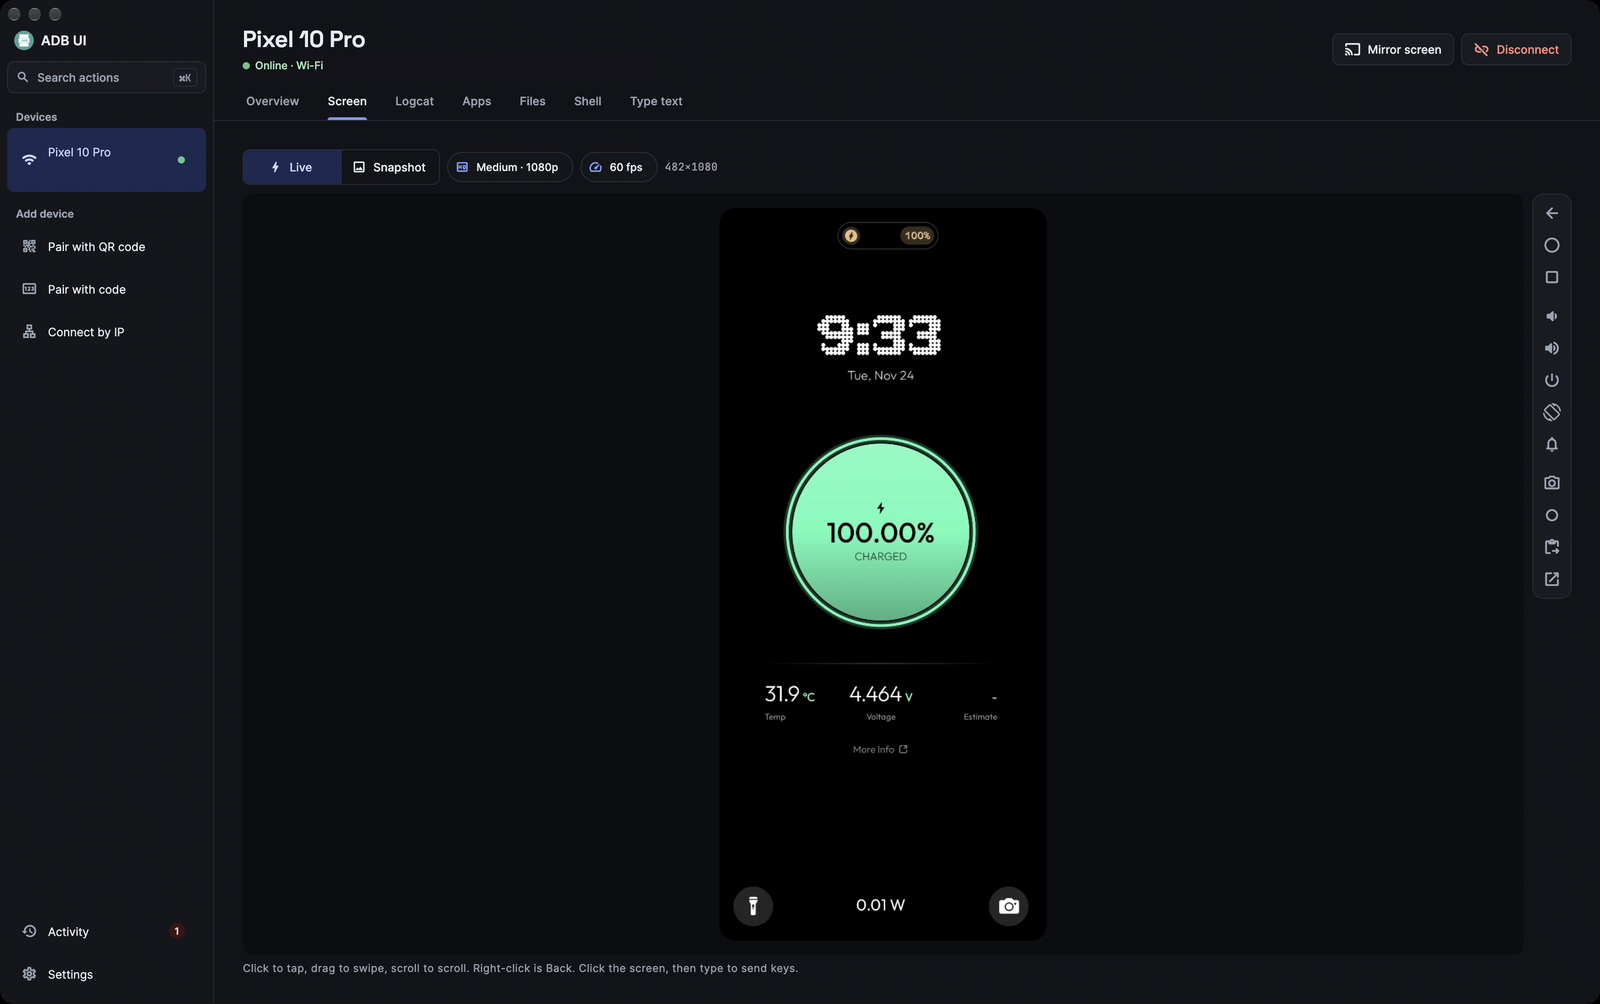 ADB UI
Search actions
⌘K
Devices
Pixel 10 Pro
Add device
Pair with QR code
Pair with code
Connect by IP
Activity
1
Settings
Pixel 10 Pro
Online · Wi-Fi
Mirror screen
Disconnect
Overview
Screen
Logcat
Apps
Files
Shell
Type text
Live
Snapshot
HD
Medium · 1080p
60 fps
482×1080
100%
9:33
Tue, Nov 24
100.00%
CHARGED
31.9 °C
Temp
4.464 V
Voltage
-
Estimate
More Info
0.01 W
Click to tap, drag to swipe, scroll to scroll. Right-click is Back. Click the screen, then type to send keys.